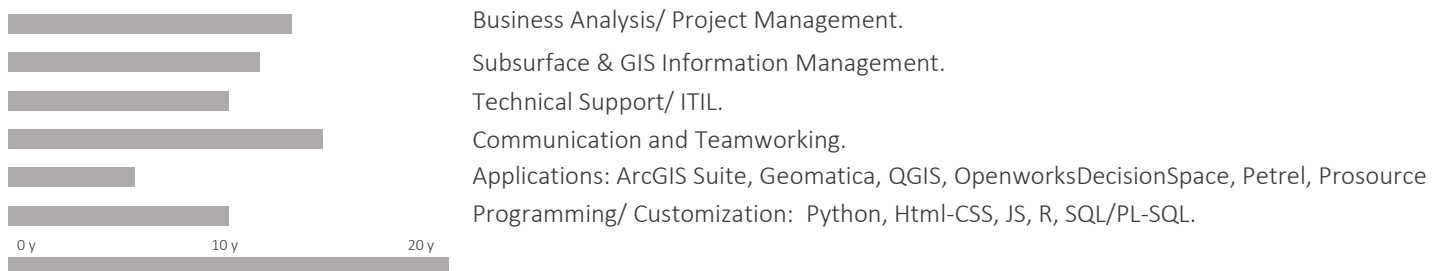 Business Analysis/ Project Management.
Subsurface & GIS Information Management.
Technical Support/ ITIL.
Communication and Teamworking.
Applications: ArcGIS Suite, Geomatica, QGIS, OpenworksDecisionSpace, Petrel, Prosource
Programming/ Customization:  Python, Html-CSS, JS, R, SQL/PL-SQL.
0 y 10 y 20 y